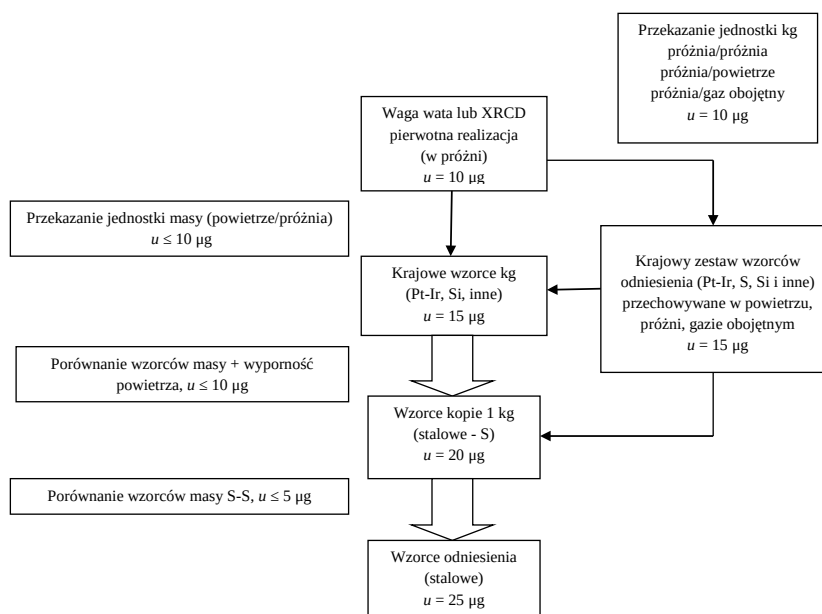 Przekazanie jednostki kg
próżnia/próżnia
próżnia/powietrze
próżnia/gaz obojętny
u = 10 μg
Waga wata lub XRCD
pierwotna realizacja
(w próżni)
u = 10 μg
Przekazanie jednostki masy (powietrze/próżnia)
u ≤ 10 μg
Krajowe wzorce kg
(Pt-Ir, Si, inne)
u = 15 μg
Krajowy zestaw wzorców
odniesienia (Pt-Ir, S, Si i inne)
przechowywane w powietrzu,
próżni, gazie obojętnym
u = 15 μg
Porównanie wzorców masy + wyporność
powietrza, u ≤ 10 μg
Wzorce kopie 1 kg
(stalowe - S)
u = 20 μg
Porównanie wzorców masy S-S, u ≤ 5 μg
Wzorce odniesienia
(stalowe)
u = 25 μg